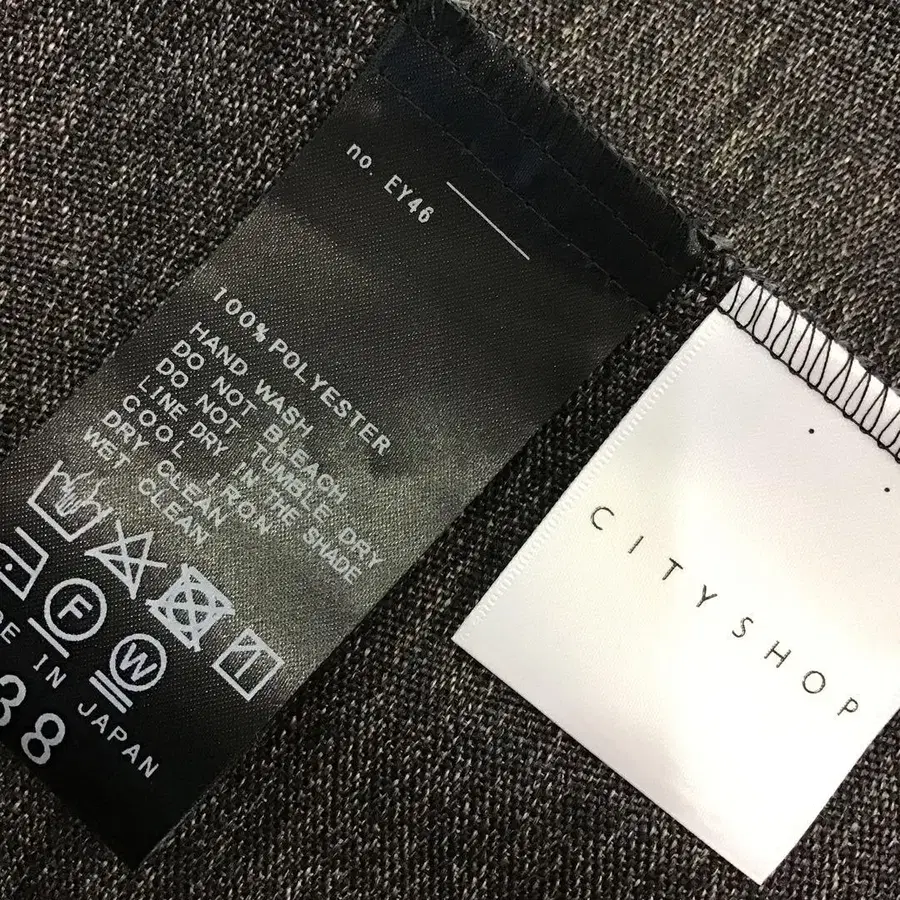 no. EY46
100% POLYESTER
HAND WASH
DO NOT BLEACH
DO NOT TUMBLE DRY
LINE DRY IN THE SHADE
COOL IRON
DRY CLEAN
WET CLEAN
F
W
IN JAPAN
38
CITYSHOP